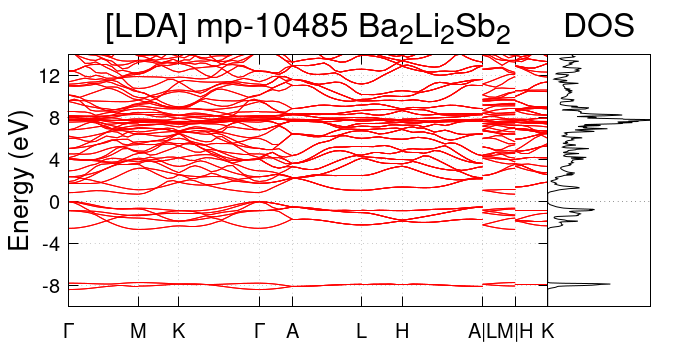 [LDA] mp-10485 Ba₂Li₂Sb₂ DOS
Energy (eV)
12
8
4
0
-4
-8
Γ M K Γ A L H A|LM|H K